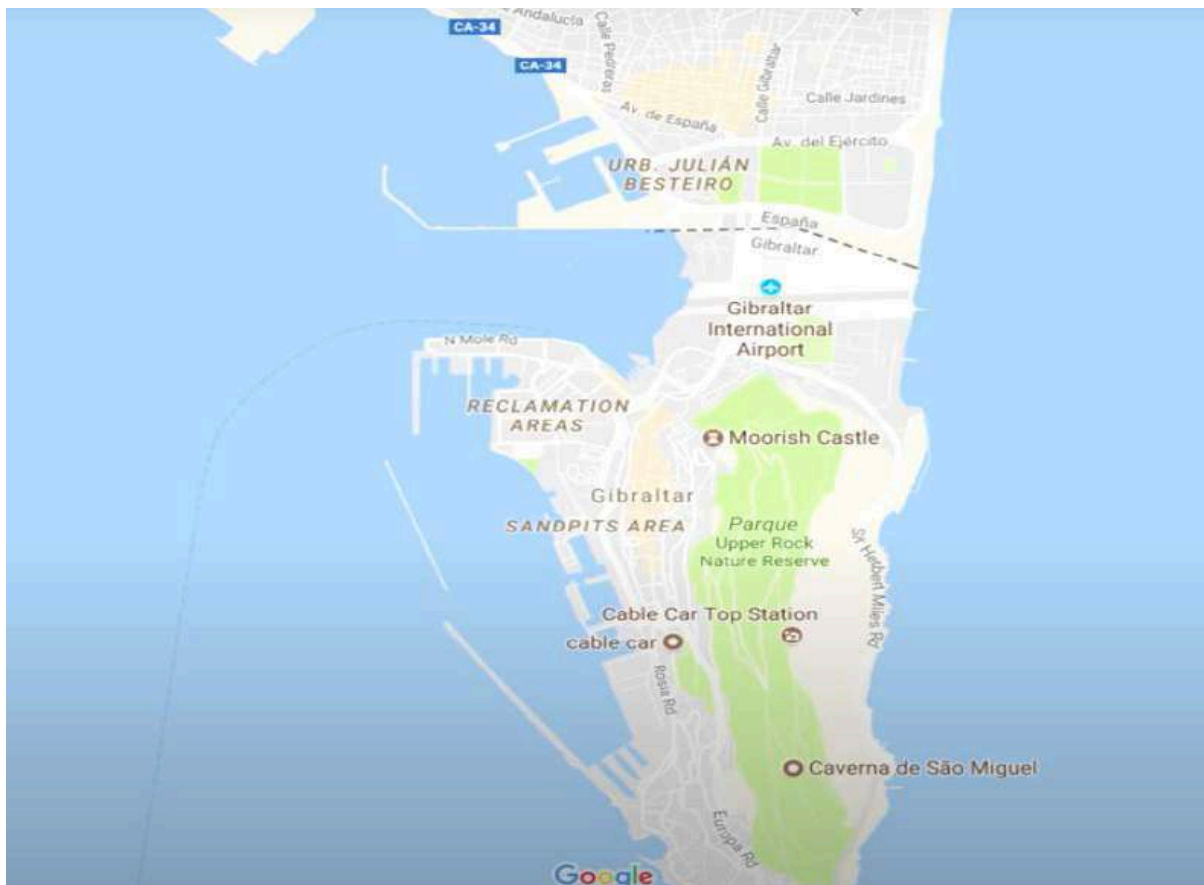 Andalucía
CA-34
CA-34
Calle Pedreras
Calle Gibraltar
Calle Jardines
Av. de España
Av. del Ejército
URB. JULIÁN
BESTEIRO
España
Gibraltar
Gibraltar
International
Airport
N Mole Rd
RECLAMATION
AREAS
Moorish Castle
Gibraltar
SANDPITS AREA
Parque
Upper Rock
Nature Reserve
Sir Herbert Miles Rd
Cable Car Top Station
cable car
Rosia Rd
Caverna de São Miguel
Europa Rd
Google